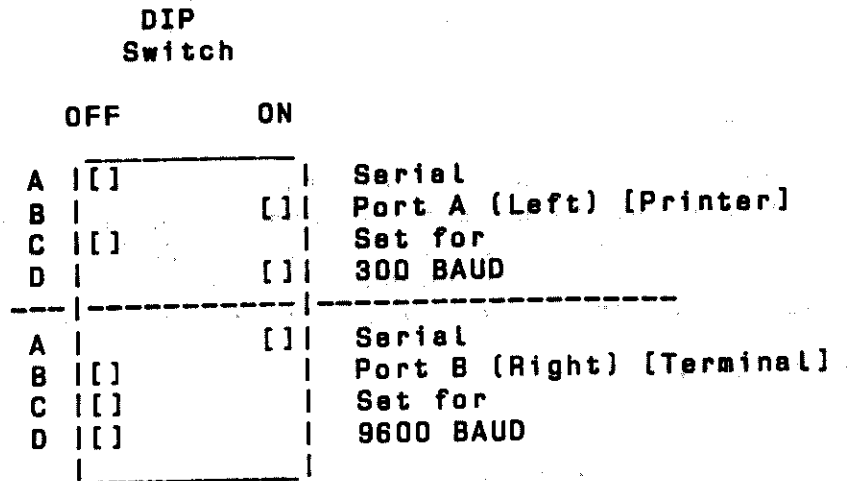 DIP
Switch
OFF ON
A |[] | Serial
B | []| Port A (Left) [Printer]
C |[] | Set for
D | []| 300 BAUD
---|------------|--------------------
A | []| Serial
B |[] | Port B (Right) [Terminal]
C |[] | Set for
D |[] | 9600 BAUD